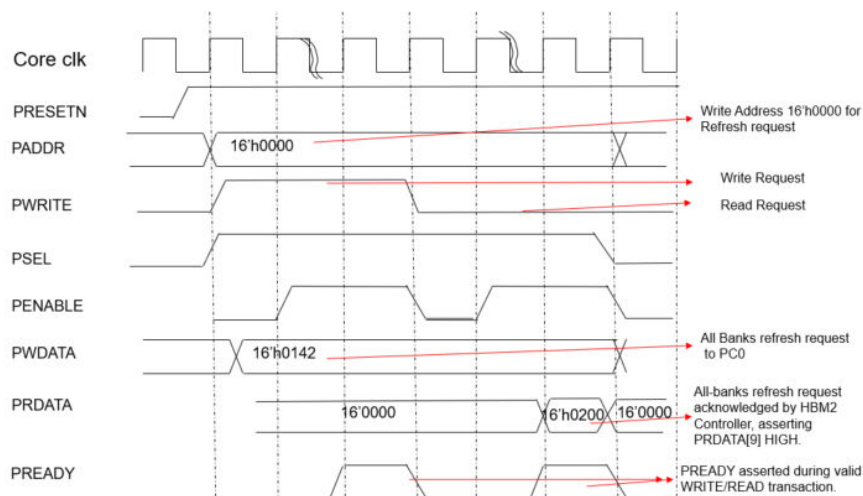 Core clk
PRESETN
Write Address 16'h0000 for
Refresh request
PADDR
16'h0000
Write Request
PWRITE
Read Request
PSEL
PENABLE
All Banks refresh request
to PC0
PWDATA
16'h0142
All-banks refresh request
acknowledged by HBM2
Controller, asserting
PRDATA[9] HIGH.
PRDATA
16'0000
16'h0200
16'0000
PREADY
PREADY asserted during valid
WRITE/READ transaction.